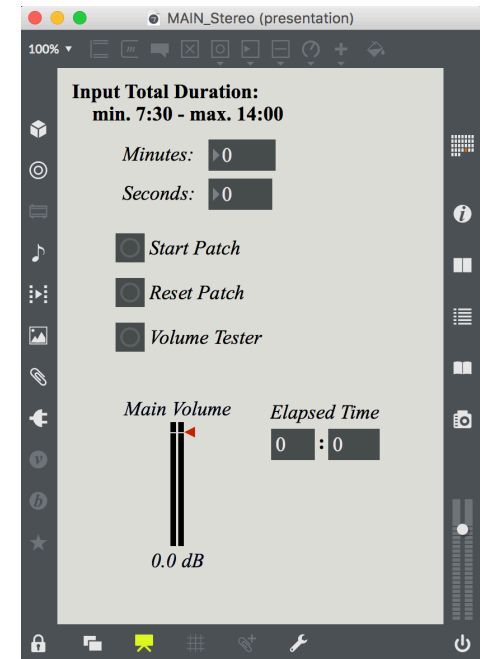 MAIN_Stereo (presentation)
100%
Input Total Duration:
min. 7:30 - max. 14:00
Minutes: 0
Seconds: 0
Start Patch
Reset Patch
Volume Tester
Main Volume
Elapsed Time
0 : 0
0.0 dB